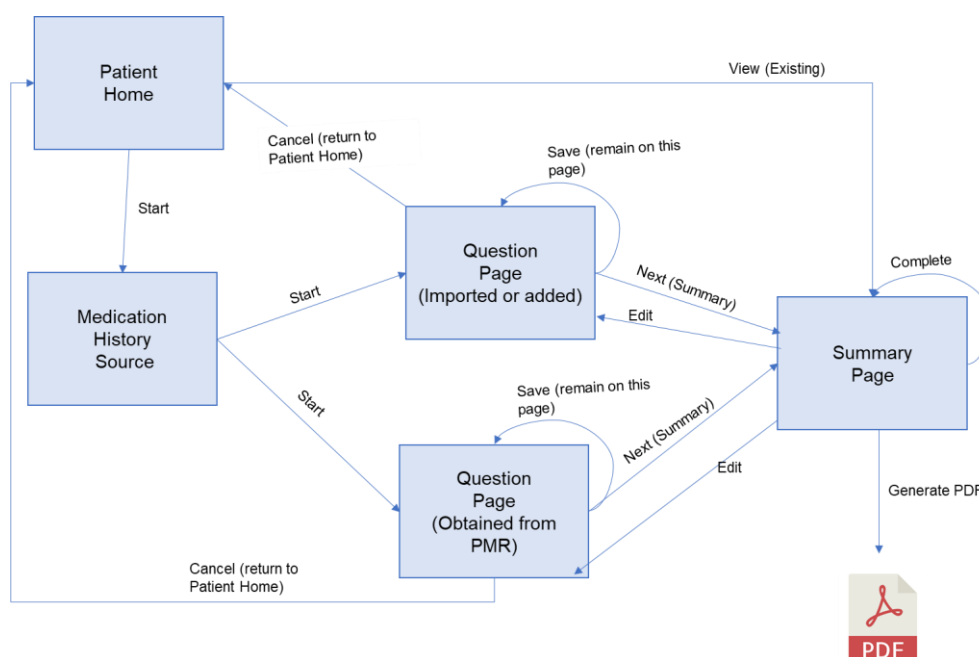 Patient
Home
View (Existing)
Cancel (return to
Patient Home)
Save (remain on this
page)
Start
Question
Page
(Imported or added)
Complete
Start
Next (Summary)
Edit
Medication
History
Source
Summary
Page
Start
Save (remain on this
page)
Next (Summary)
Question
Page
(Obtained from
PMR)
Edit
Generate PDF
Cancel (return to
Patient Home)
PDF